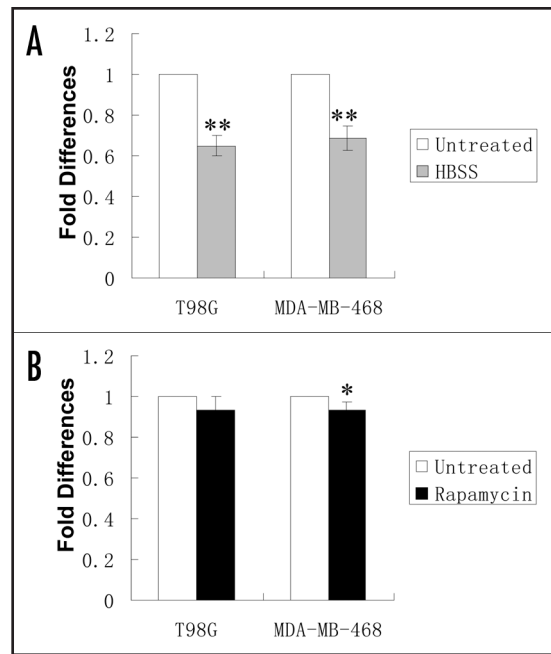 A
Fold Differences
1.2
1
0.8
0.6
0.4
0.2
0
**
**
T98G
MDA-MB-468
Untreated
HBSS
B
Fold Differences
1.2
1
0.8
0.6
0.4
0.2
0
*
T98G
MDA-MB-468
Untreated
Rapamycin